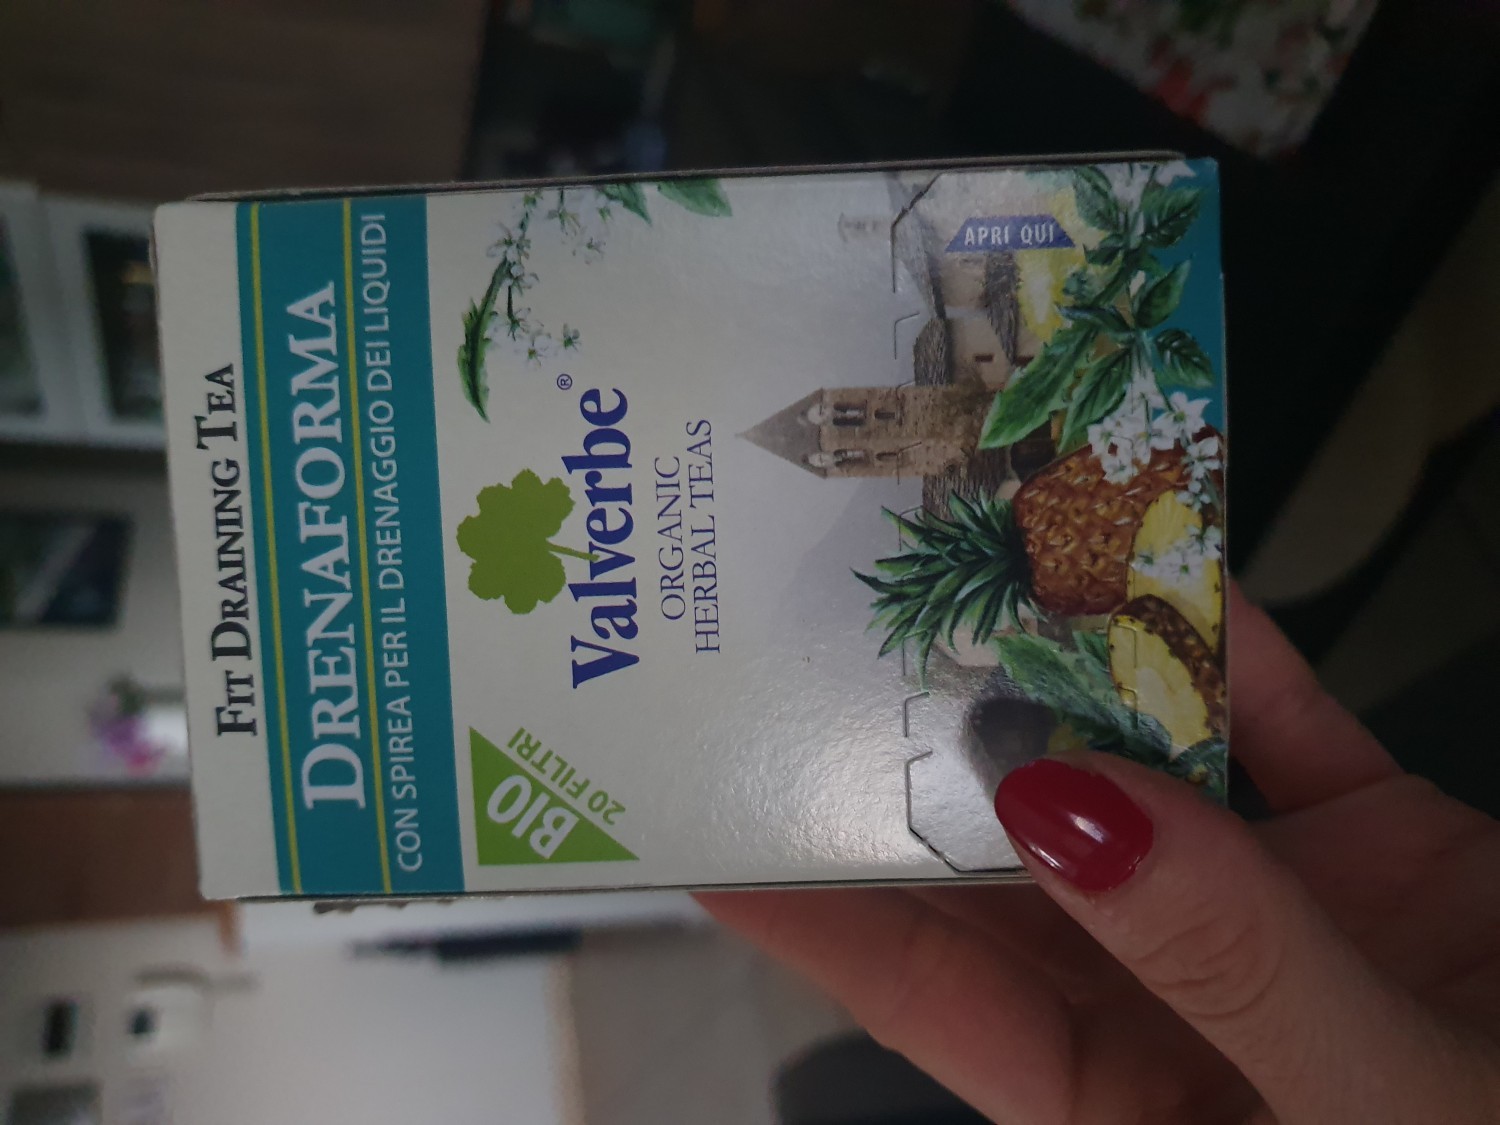 FIT DRAINING TEA
DRENAFORMA
CON SPIREA PER IL DRENAGGIO DEI LIQUIDI
Valverbe®
ORGANIC
HERBAL TEAS
BIO
20 FILTRI
APRI QUI